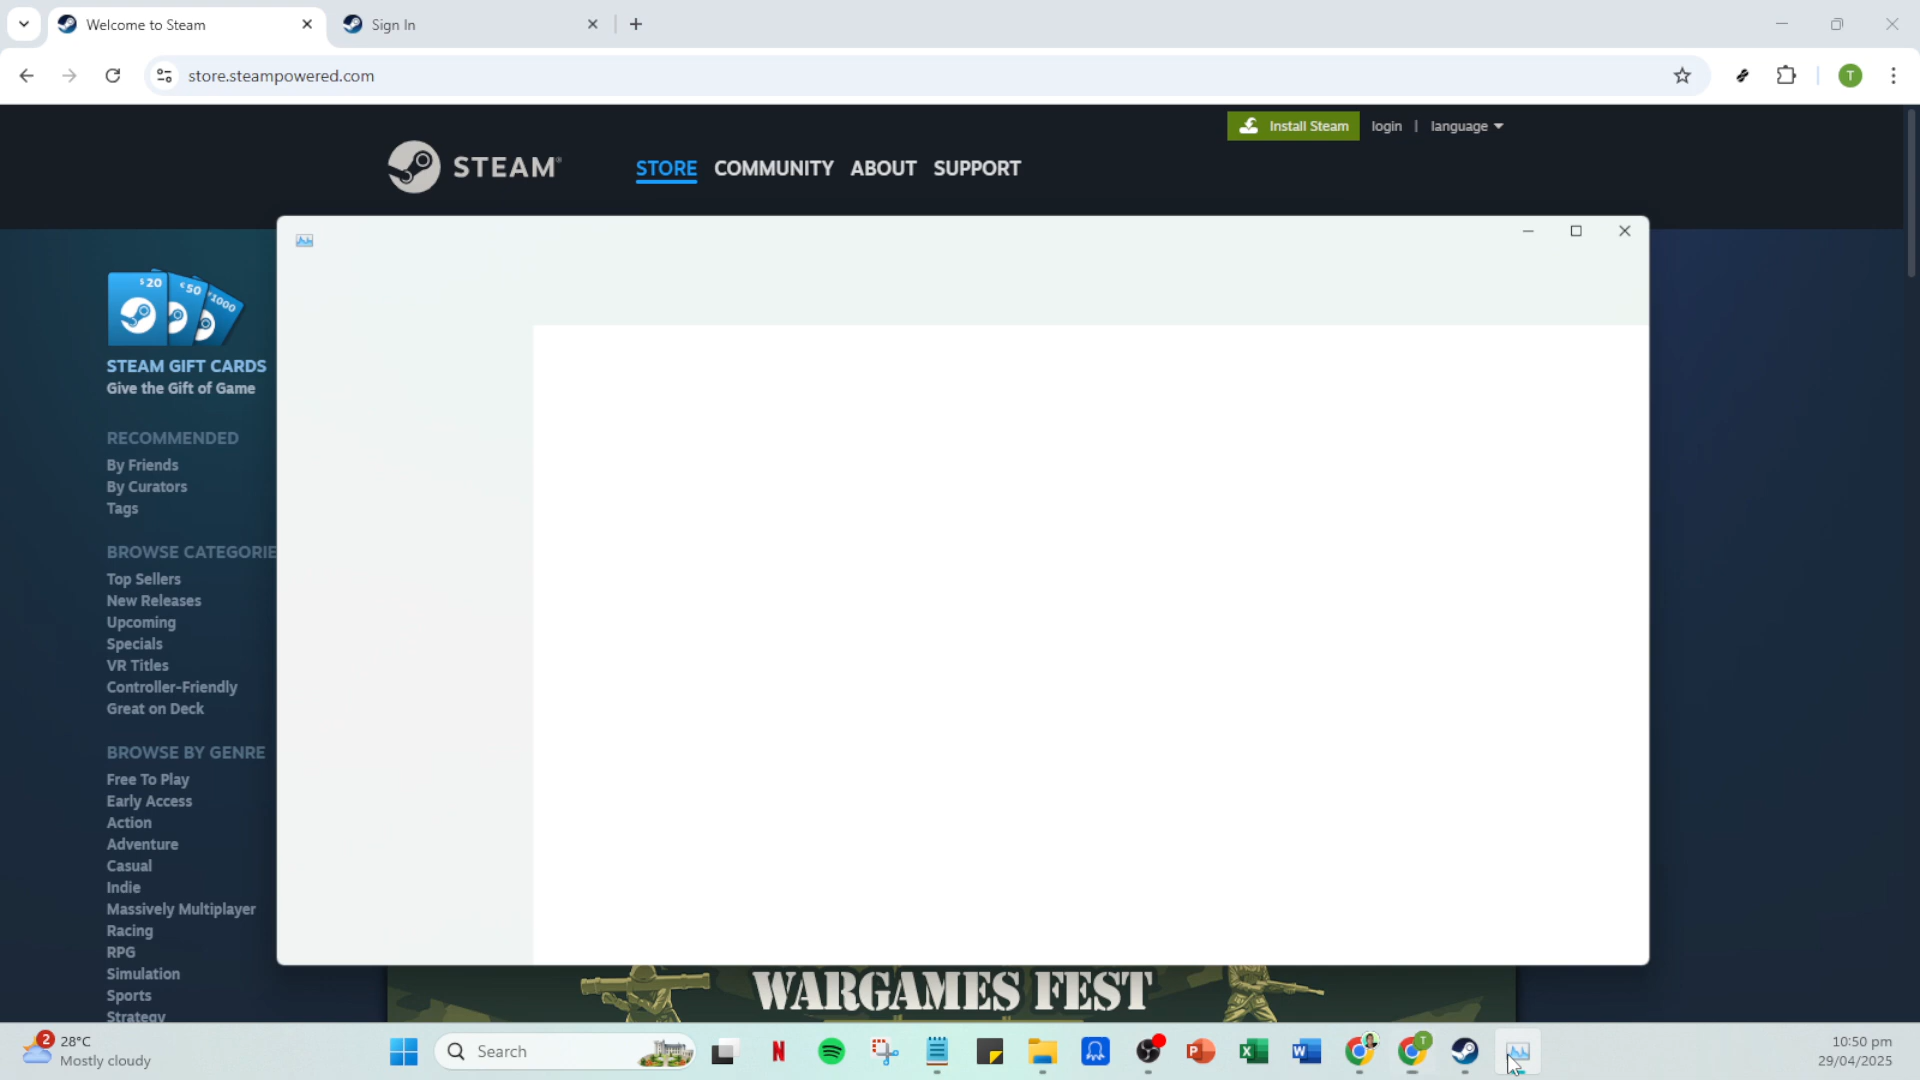 Welcome to Steam
Sign In
store.steampowered.com
T
Install Steam
login | language
STEAM®
STORE COMMUNITY ABOUT SUPPORT
$20 €50 ¥1000
STEAM GIFT CARDS
Give the Gift of Game
RECOMMENDED
By Friends
By Curators
Tags
BROWSE CATEGORIE
Top Sellers
New Releases
Upcoming
Specials
VR Titles
Controller-Friendly
Great on Deck
BROWSE BY GENRE
Free To Play
Early Access
Action
Adventure
Casual
Indie
Massively Multiplayer
Racing
RPG
Simulation
Sports
Strategy
WARGAMES FEST
2
28°C
Mostly cloudy
Search
N
P
X
W
T
10:50 pm
29/04/2025